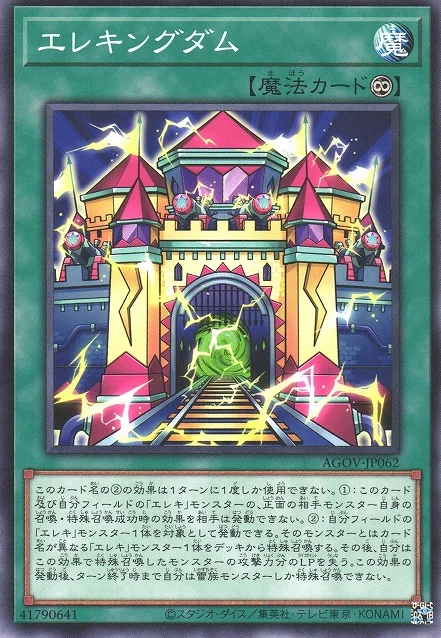 エレキングダム
魔
【魔法カード】
AGOV-JP062
このカード名の②の効果は1ターンに1度しか使用できない。①：このカード
及び自分フィールドの「エレキ」モンスターの、正面の相手モンスター自身の
召喚・特殊召喚成功時の効果を相手は発動できない。②：自分フィールドの
「エレキ」モンスター1体を対象として発動できる。そのモンスターとはカード
名が異なる「エレキ」モンスター1体をデッキから特殊召喚する。その後、自分は
この効果で特殊召喚したモンスターの攻撃力分のLPを失う。この効果の
発動後、ターン終了時まで自分は雷族モンスターしか特殊召喚できない。
41790641
©スタジオ・ダイス／集英社・テレビ東京・KONAMI